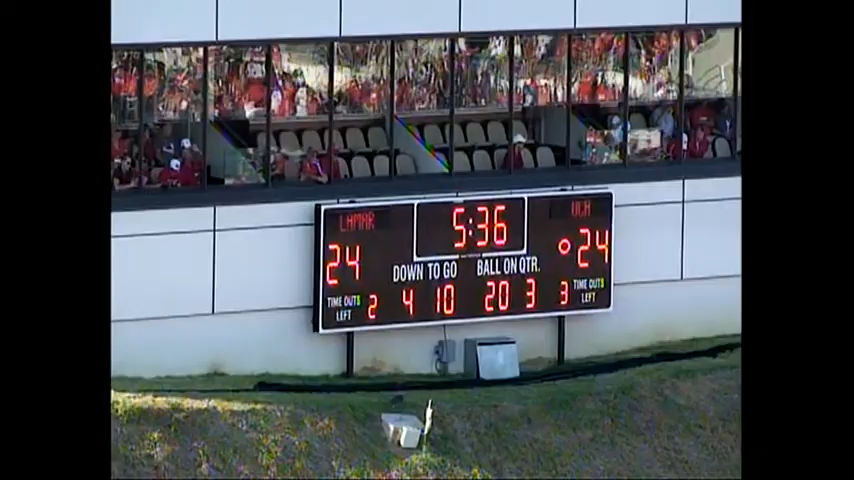 LAMAR 5:36 UCA
24 24
DOWN TO GO BALL ON QTR.
TIME OUTS LEFT 2 4 10 20 3 3 TIME OUTS LEFT